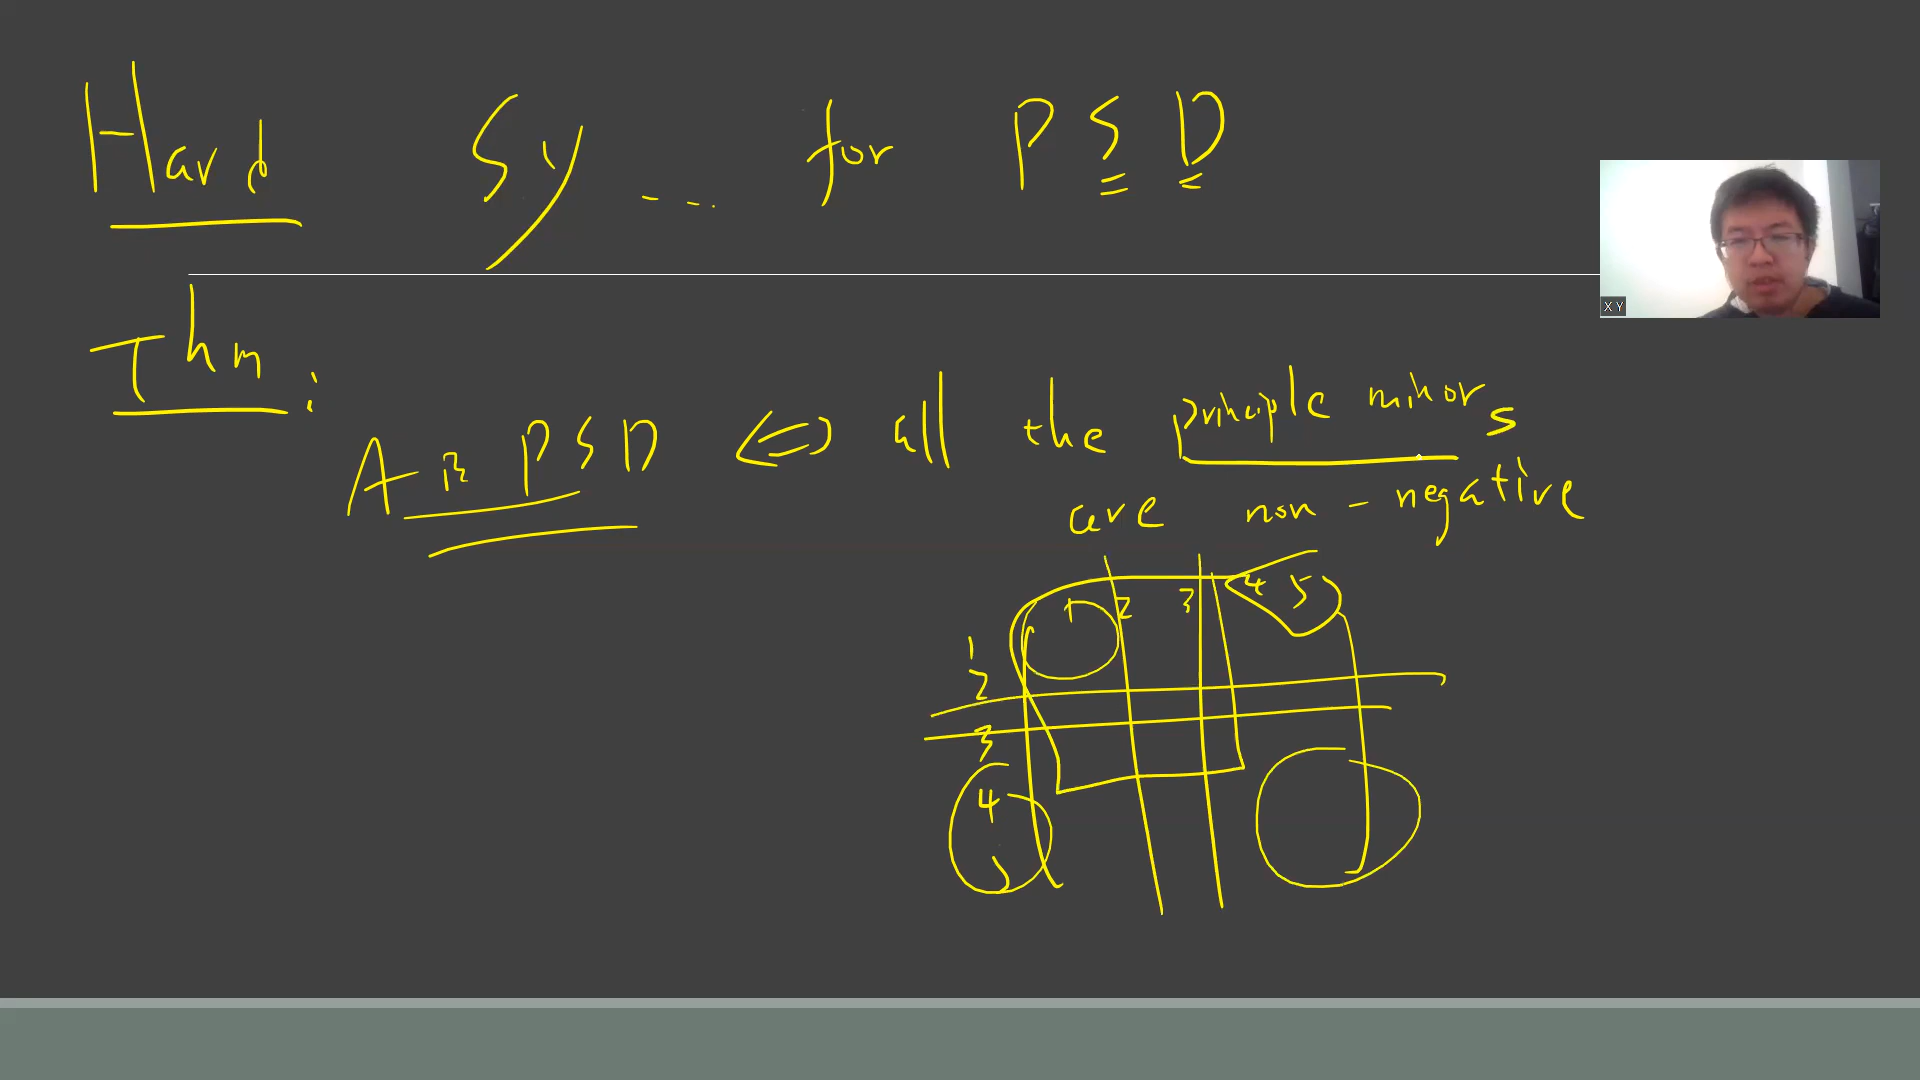 Hard Sy... for PSD
Thm:
A is PSD <=> all the principle minors
are non-negative
1 2 3 4 5
1
2
3
4
5
X Y